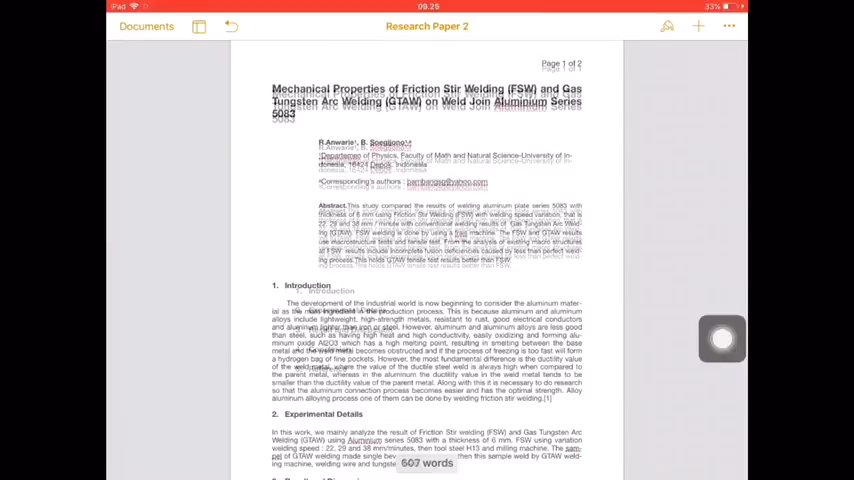 iPad
09.25
33%
Documents
Research Paper 2
Page 1 of 2
Mechanical Properties of Friction Stir Welding (FSW) and Gas
Tungsten Arc Welding (GTAW) on Weld Join Aluminium Series
5083
R.Anwarie¹, B. Soegijono¹
Departemen of Physics, Faculty of Math and Natural Science-University of In-
donesia, 16424 Depok, Indonesia
Corresponding's authors : bambangsg@yahoo.com
Abstract.This study compared the results of welding aluminum plate series 5083 with
thickness of 6 mm using Friction Stir Welding (FSW) with welding speed variation, that is
22, 29 and 38 mm / minute with conventional welding results of Gas Tungsten Arc Weld-
ing (GTAW). FSW welding is done by using a frais machine. The FSW and GTAW results
use macrostructure tests and tensile test. From the analysis of existing macro structures
at FSW results include incomplete fusion deficiencies caused by less than perfect weld-
ing process.This holds GTAW tensile test results better than FSW.
1. Introduction
The development of the industrial world is now beginning to consider the aluminum mater-
ial as the main ingredient in the production process. This is because aluminum and aluminum
alloys include lightweight, high-strength metals, resistant to rust, good electrical conductors
and aluminum lighter than iron or steel. However, aluminum and aluminum alloys are less good
than steel, such as having high heat and high conductivity, easily oxidizing and forming alu-
minum oxide Al2O3 which has a high melting point, resulting in smelting between the base
metal and the weld metal becomes obstructed and if the process of freezing is too fast will form
a hydrogen bag of fine pockets. However, the most fundamental difference is the ductility value
of the weld metal, where the value of the ductile steel weld is always high when compared to
the parent metal, whereas in the aluminum the ductility value in the weld metal tends to be
smaller than the ductility value of the parent metal. Along with this it is necessary to do research
so that the aluminum connection process becomes easier and has the optimal strength. Alloy
aluminum alloying process one of them can be done by welding friction stir welding.[1]
2. Experimental Details
In this work, we mainly analyze the result of Friction Stir Welding (FSW) and Gas Tungsten Arc
Welding (GTAW) using Aluminium series 5083 with a thickness of 6 mm. FSW using variation
welding speed : 22, 29 and 38 mm/minutes, then tool steel H13 and milling machine. The sam-
pel of GTAW welding made single bev then this sample weld by GTAW weld-
ing machine, welding wire and tungste
607 words